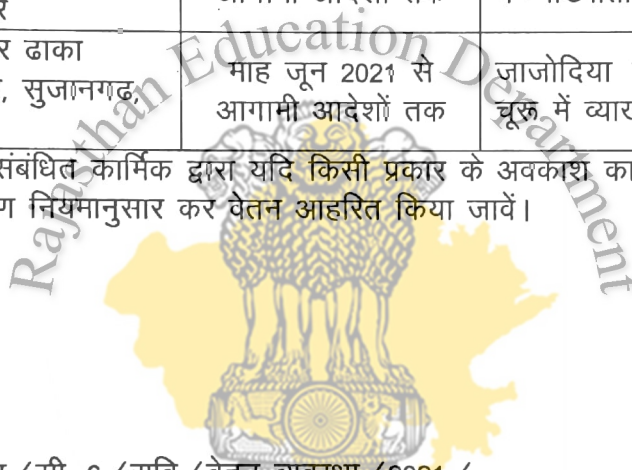 र
र ढाका
, सुजानगढ़,
माह जून 2021 से
आगामी आदेशों तक
जाजोदिया
चूरू में व्या
संबंधित कार्मिक द्वारा यदि किसी प्रकार के अवकाश का
ण नियमानुसार कर वेतन आहरित किया जावें।
Rajasthan Education Department